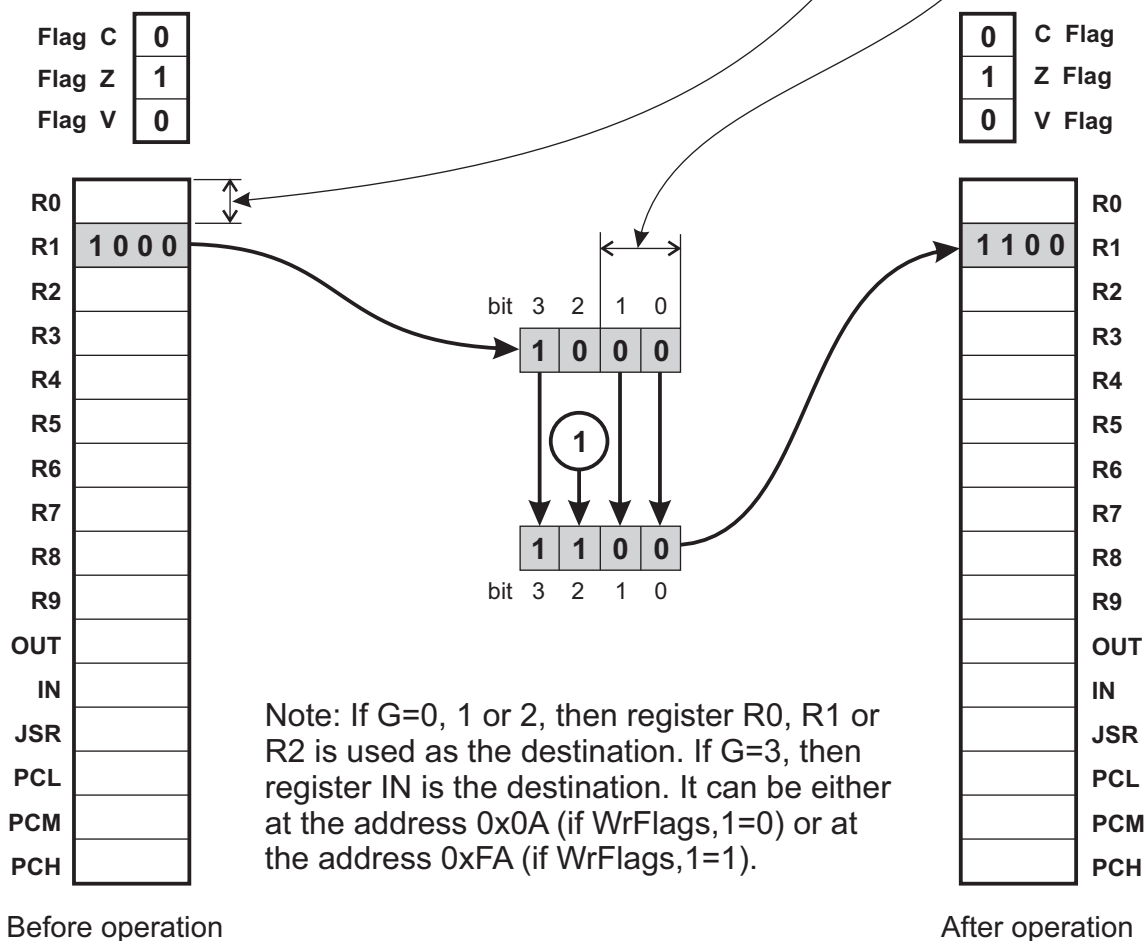 Flag C 0
Flag Z 1
Flag V 0
0 C Flag
1 Z Flag
0 V Flag
R0
R1 1 0 0 0
R2
R3
R4
R5
R6
R7
R8
R9
OUT
IN
JSR
PCL
PCM
PCH
bit 3 2 1 0
1 0 0 0
1
1 1 0 0
bit 3 2 1 0
Note: If G=0, 1 or 2, then register R0, R1 or
R2 is used as the destination. If G=3, then
register IN is the destination. It can be either
at the address 0x0A (if WrFlags,1=0) or at
the address 0xFA (if WrFlags,1=1).
R0
1 1 0 0 R1
R2
R3
R4
R5
R6
R7
R8
R9
OUT
IN
JSR
PCL
PCM
PCH
Before operation
After operation